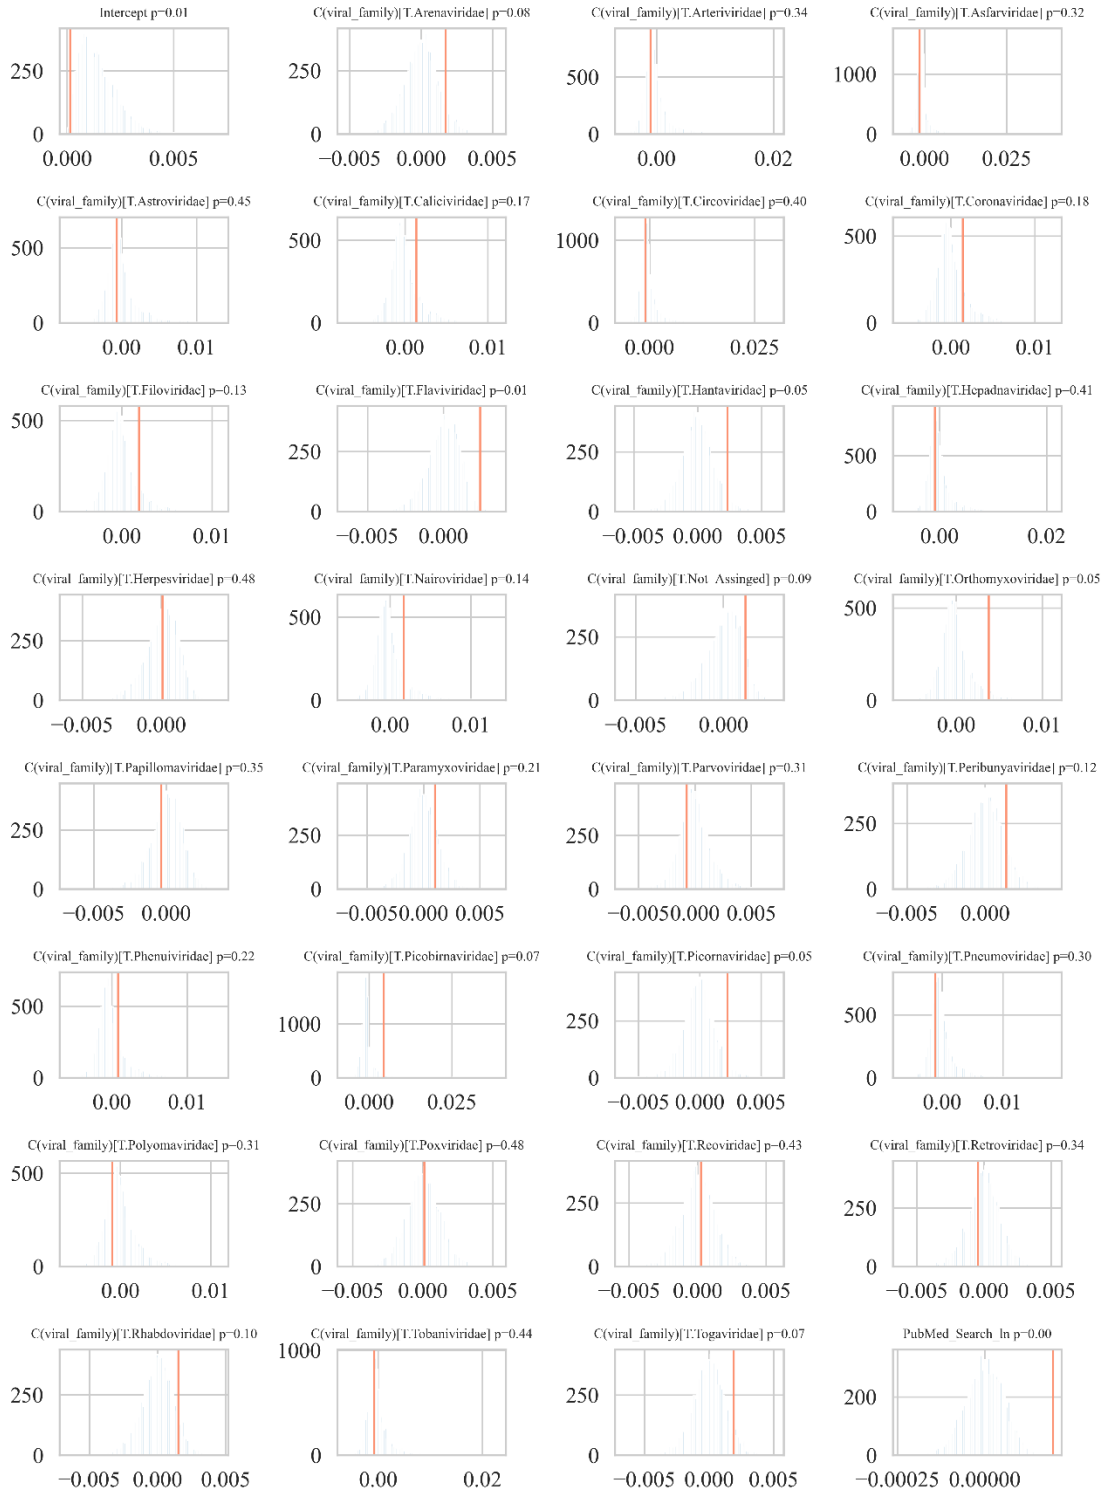 Intercept p=0.01
C(viral_family)[T.Arenaviridae] p=0.08
C(viral_family)[T.Arteriviridae] p=0.34
C(viral_family)[T.Asfarviridae] p=0.32
250
0
0.000 0.005
250
0
−0.005 0.000 0.005
500
0
0.00 0.02
1000
0
0.000 0.025
C(viral_family)[T.Astroviridae] p=0.45
C(viral_family)[T.Caliciviridae] p=0.17
C(viral_family)[T.Circoviridae] p=0.40
C(viral_family)[T.Coronaviridae] p=0.18
500
0
0.00 0.01
500
0
0.00 0.01
1000
0
0.000 0.025
500
0
0.00 0.01
C(viral_family)[T.Filoviridae] p=0.13
C(viral_family)[T.Flaviviridae] p=0.01
C(viral_family)[T.Hantaviridae] p=0.05
C(viral_family)[T.Hepadnaviridae] p=0.41
500
0
0.00 0.01
250
0
−0.005 0.000
250
0
−0.005 0.000 0.005
500
0
0.00 0.02
C(viral_family)[T.Herpesviridae] p=0.48
C(viral_family)[T.Nairoviridae] p=0.14
C(viral_family)[T.Not_Assinged] p=0.09
C(viral_family)[T.Orthomyxoviridae] p=0.05
250
0
−0.005 0.000
500
0
0.00 0.01
250
0
−0.005 0.000
500
0
0.00 0.01
C(viral_family)[T.Papillomaviridae] p=0.35
C(viral_family)[T.Paramyxoviridae] p=0.21
C(viral_family)[T.Parvoviridae] p=0.31
C(viral_family)[T.Peribunyaviridae] p=0.12
250
0
−0.005 0.000
250
0
−0.005 0.000 0.005
250
0
−0.005 0.000 0.005
250
0
−0.005 0.000
C(viral_family)[T.Phenuiviridae] p=0.22
C(viral_family)[T.Picobirnaviridae] p=0.07
C(viral_family)[T.Picornaviridae] p=0.05
C(viral_family)[T.Pneumoviridae] p=0.30
500
0
0.00 0.01
1000
0
0.000 0.025
250
0
−0.005 0.000 0.005
500
0
0.00 0.01
C(viral_family)[T.Polyomaviridae] p=0.31
C(viral_family)[T.Poxviridae] p=0.48
C(viral_family)[T.Reoviridae] p=0.43
C(viral_family)[T.Retroviridae] p=0.34
500
0
0.00 0.01
250
0
−0.005 0.000 0.005
250
0
−0.005 0.000 0.005
250
0
−0.005 0.000 0.005
C(viral_family)[T.Rhabdoviridae] p=0.10
C(viral_family)[T.Tobaniviridae] p=0.44
C(viral_family)[T.Togaviridae] p=0.07
PubMed_Search_ln p=0.00
250
0
−0.005 0.000 0.005
1000
0
0.00 0.02
250
0
−0.005 0.000 0.005
200
0
−0.00025 0.00000